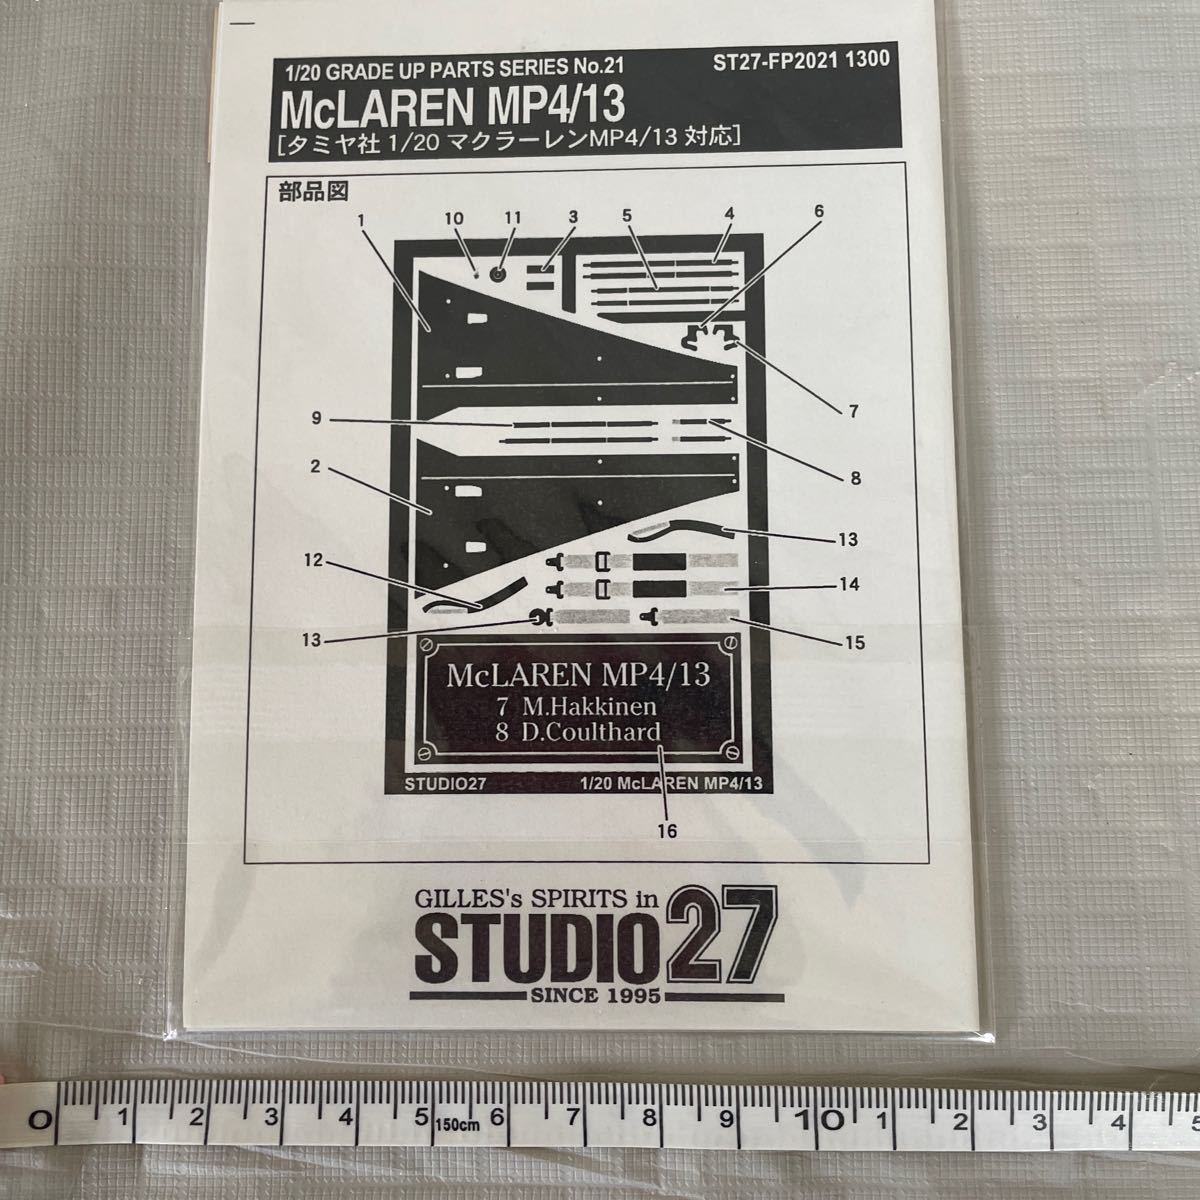 1/20 GRADE UP PARTS SERIES No.21
ST27-FP2021 1300
McLAREN MP4/13
[タミヤ社 1/20 マクラーレンMP4/13 対応]
部品図
1 10 11 3 5 4 6
9
7
2
8
12
13
14
13
15
McLAREN MP4/13
7 M.Hakkinen
8 D.Coulthard
STUDIO27
1/20 McLAREN MP4/13
16
GILLES's SPIRITS in
STUDIO27
SINCE 1995
0 1 2 3 4 5 150cm 6 7 8 9 10 1 2 3 4 5